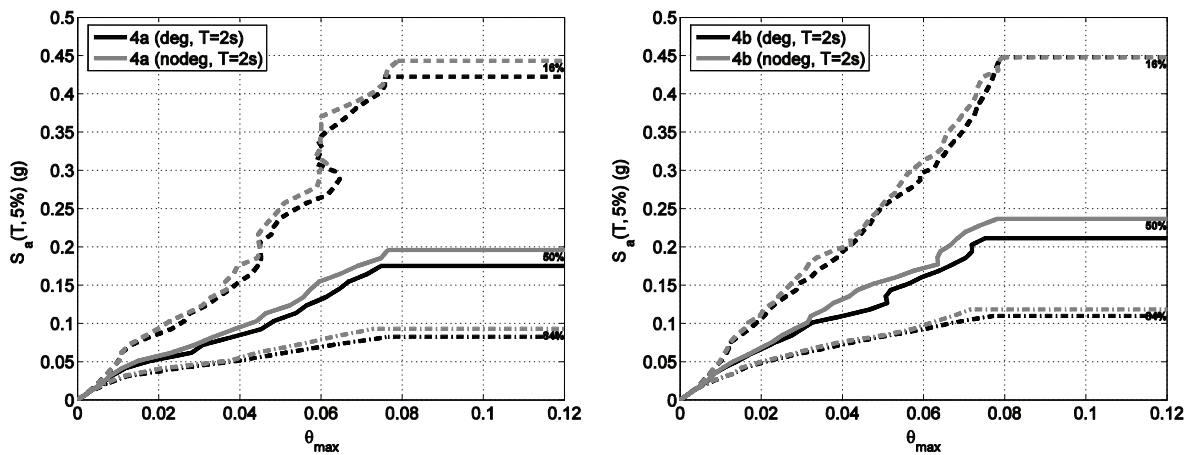 4a (deg, T=2s)
4a (nodeg, T=2s)
0.5
0.45
0.4
0.35
0.3
0.25
0.2
0.15
0.1
0.05
0
16%
50%
84%
0 0.02 0.04 0.06 0.08 0.1 0.12
S_a(T, 5%) (g)
θ_max
4b (deg, T=2s)
4b (nodeg, T=2s)
0.5
0.45
0.4
0.35
0.3
0.25
0.2
0.15
0.1
0.05
0
16%
50%
84%
0 0.02 0.04 0.06 0.08 0.1 0.12
S_a(T, 5%) (g)
θ_max